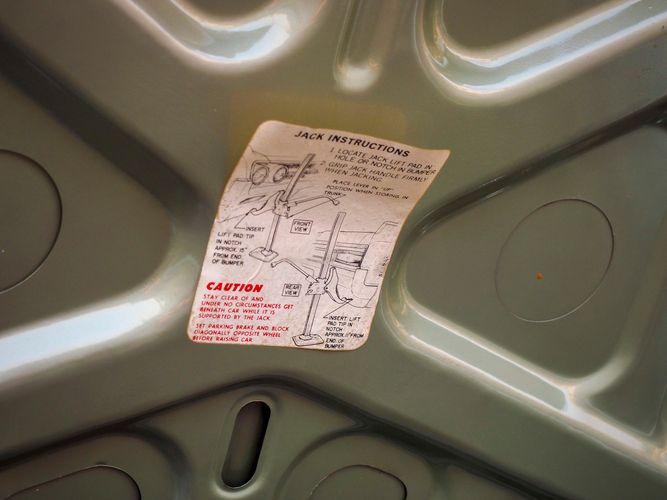 JACK INSTRUCTIONS
1. LOCATE JACK LIFT PAD IN
HOLE OR NOTCH IN BUMPER
2. GRIP JACK HANDLE FIRMLY
WHEN JACKING.
PLACE LEVER IN "UP"
POSITION WHEN STORING IN
TRUNK
INSERT
LIFT PAD TIP
IN NOTCH
APPROX. 15"
FROM END
OF BUMPER
FRONT
VIEW
REAR
VIEW
INSERT LIFT
PAD TIP IN
NOTCH
APPROX. 11" FROM
END OF
BUMPER
CAUTION
STAY CLEAR OF AND
UNDER NO CIRCUMSTANCES GET
BENEATH CAR WHILE IT IS
SUPPORTED BY THE JACK.
SET PARKING BRAKE AND BLOCK
DIAGONALLY OPPOSITE WHEEL
BEFORE RAISING CAR.